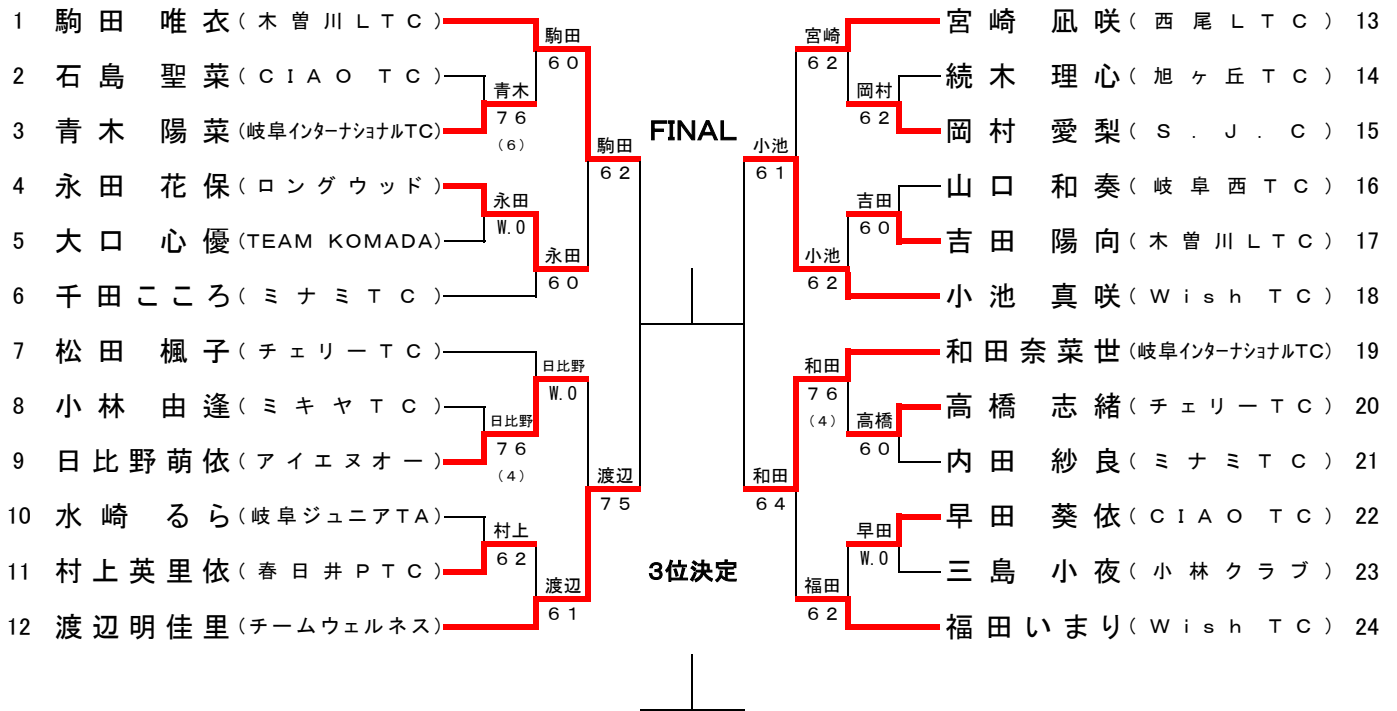 1 駒田 唯衣(木曽川LTC)
2 石島 聖菜(CIAO TC)
3 青木 陽菜(岐阜インターナショナルTC)
4 永田 花保(ロングウッド)
5 大口 心優(TEAM KOMADA)
6 千田こころ(ミナミTC)
7 松田 楓子(チェリーTC)
8 小林 由逢(ミキヤTC)
9 日比野萌依(アイエヌオー)
10 水崎 るら(岐阜ジュニアTA)
11 村上英里依(春日井PTC)
12 渡辺明佳里(チームウェルネス)
青木
76
(6)
永田
W.0
日比野
76
(4)
村上
62
駒田
60
永田
60
日比野
W.0
渡辺
61
駒田
62
渡辺
75
FINAL
3位決定
小池
61
和田
64
宮崎
62
小池
62
和田
76
(4)
福田
62
岡村
62
吉田
60
高橋
60
早田
W.0
宮崎 凪咲(西尾LTC) 13
続木 理心(旭ヶ丘TC) 14
岡村 愛梨(S.J.C) 15
山口 和奏(岐阜西TC) 16
吉田 陽向(木曽川LTC) 17
小池 真咲(Wish TC) 18
和田奈菜世(岐阜インターナショナルTC) 19
高橋 志緒(チェリーTC) 20
内田 紗良(ミナミTC) 21
早田 葵依(CIAO TC) 22
三島 小夜(小林クラブ) 23
福田いまり(Wish TC) 24